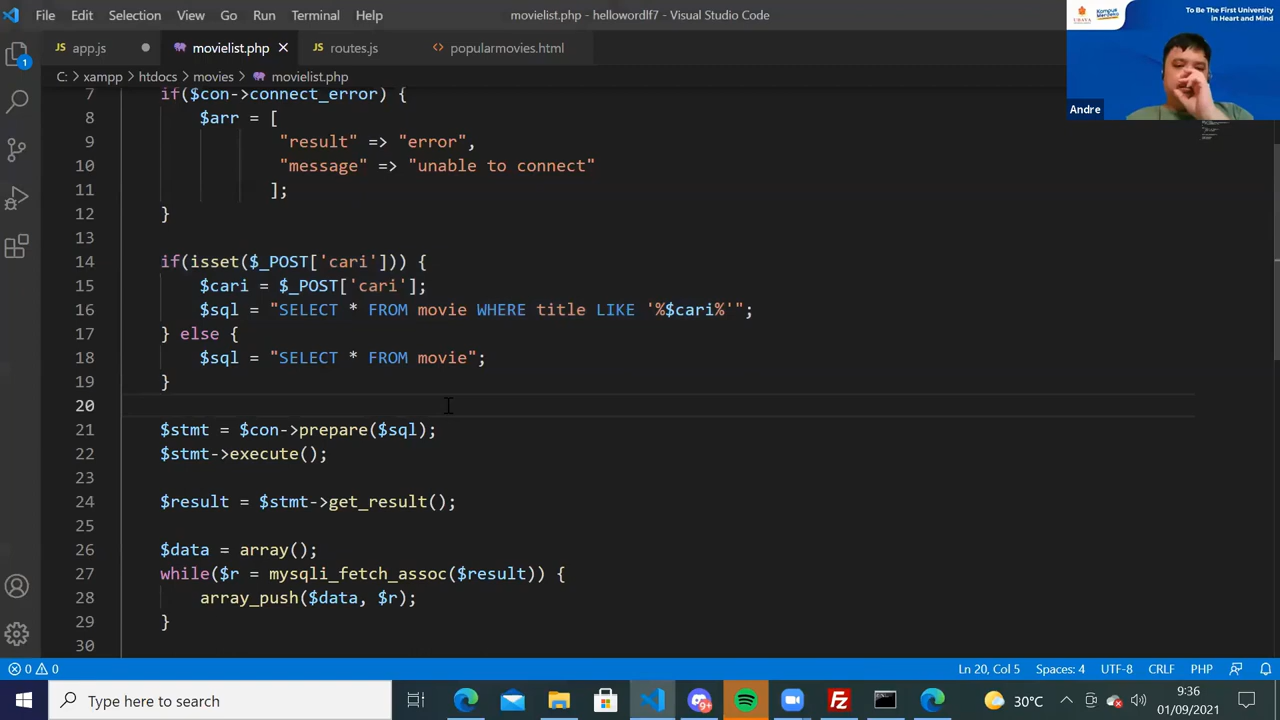 File Edit Selection View Go Run Terminal Help
movielist.php - hellowordlf7 - Visual Studio Code
To Be The First University
in Heart and Mind
UBAYA
Andre
app.js
movielist.php
routes.js
popularmovies.html
1
C: > xampp > htdocs > movies > movielist.php
7 if($con->connect_error) {
8 $arr = [
9 "result" => "error",
10 "message" => "unable to connect"
11 ];
12 }
13
14 if(isset($_POST['cari'])) {
15 $cari = $_POST['cari'];
16 $sql = "SELECT * FROM movie WHERE title LIKE '%$cari%'";
17 } else {
18 $sql = "SELECT * FROM movie";
19 }
20
21 $stmt = $con->prepare($sql);
22 $stmt->execute();
23
24 $result = $stmt->get_result();
25
26 $data = array();
27 while($r = mysqli_fetch_assoc($result)) {
28 array_push($data, $r);
29 }
30
0 0
Ln 20, Col 5 Spaces: 4 UTF-8 CRLF PHP
Type here to search
30°C
9:36
01/09/2021